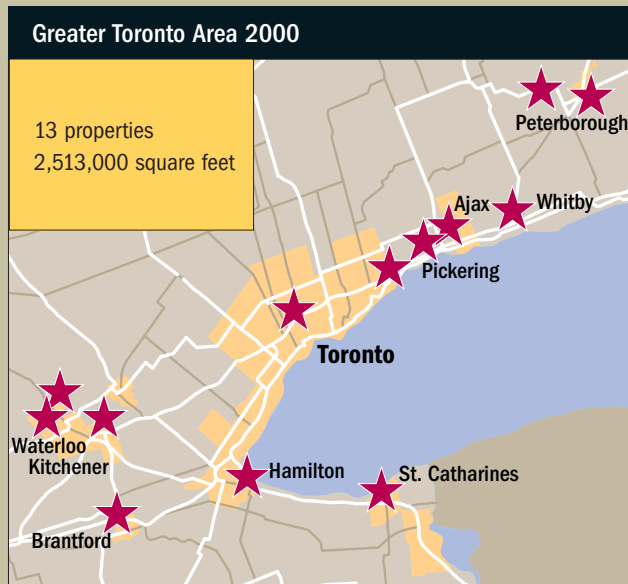 Greater Toronto Area 2000
13 properties
2,513,000 square feet
Peterborough
Ajax
Whitby
Pickering
Toronto
Waterloo
Kitchener
Hamilton
St. Catharines
Brantford